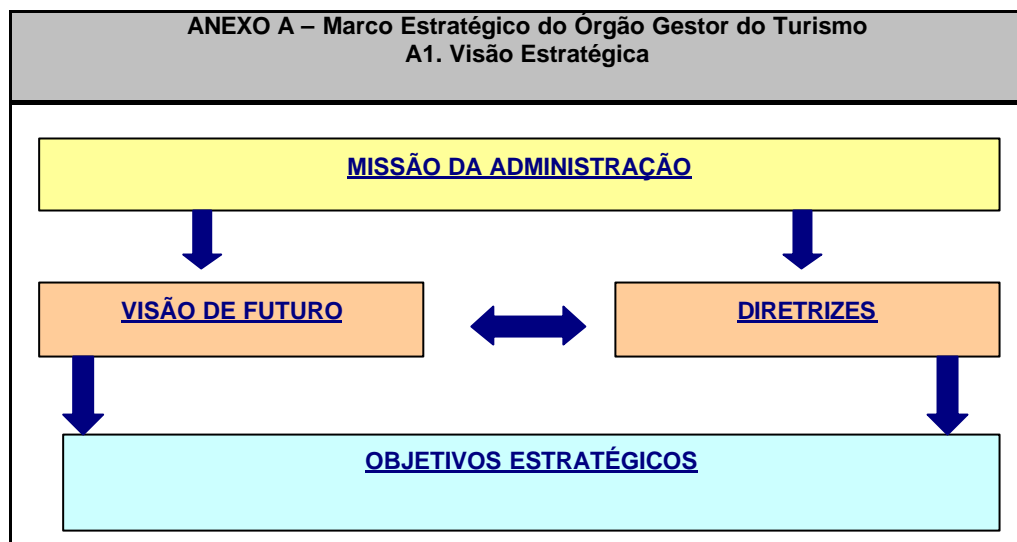 ANEXO A – Marco Estratégico do Órgão Gestor do Turismo
A1. Visão Estratégica
MISSÃO DA ADMINISTRAÇÃO
VISÃO DE FUTURO
DIRETRIZES
OBJETIVOS ESTRATÉGICOS